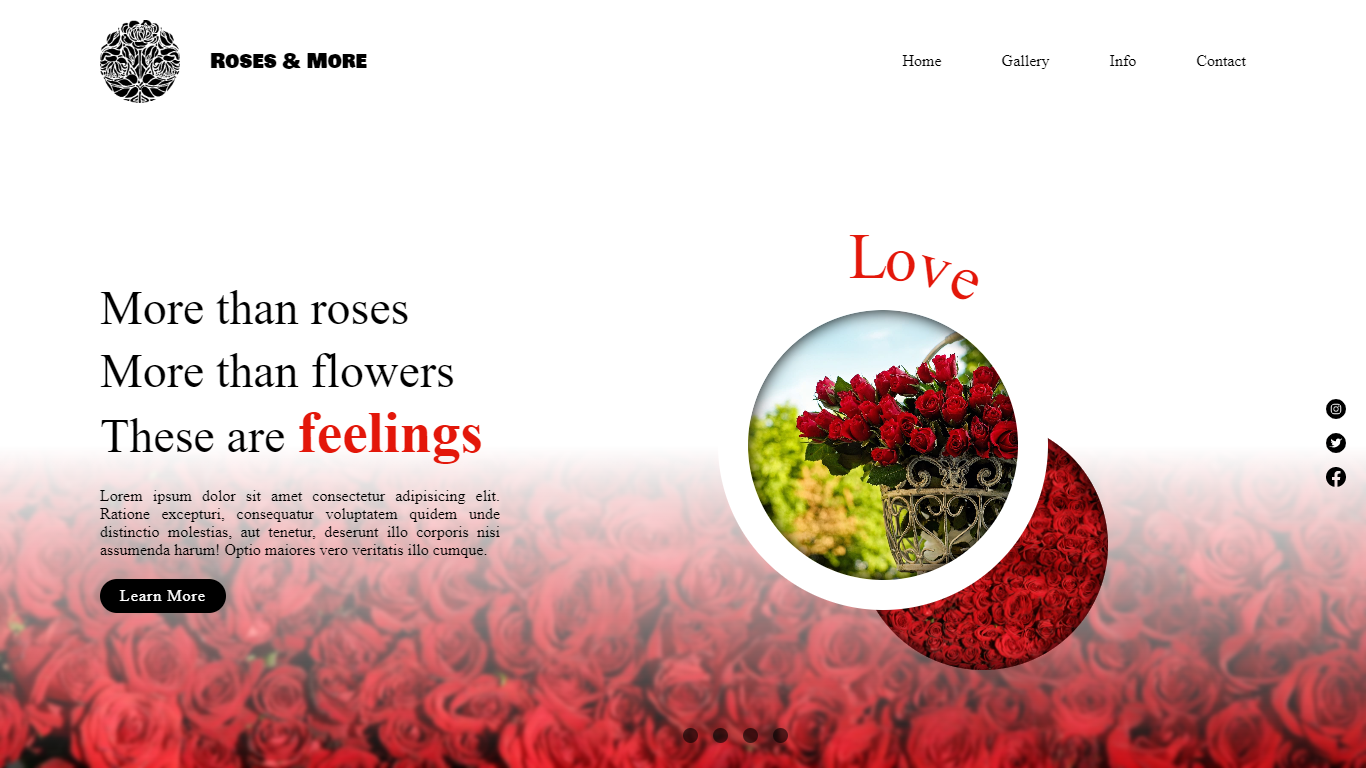 ROSES & MORE
Home
Gallery
Info
Contact
Love
More than roses
More than flowers
These are feelings
Lorem ipsum dolor sit amet consectetur adipisicing elit.
Ratione excepturi, consequatur voluptatem quidem unde
distinctio molestias, aut tenetur, deserunt illo corporis nisi
assumenda harum! Optio maiores vero veritatis illo cumque.
Learn More